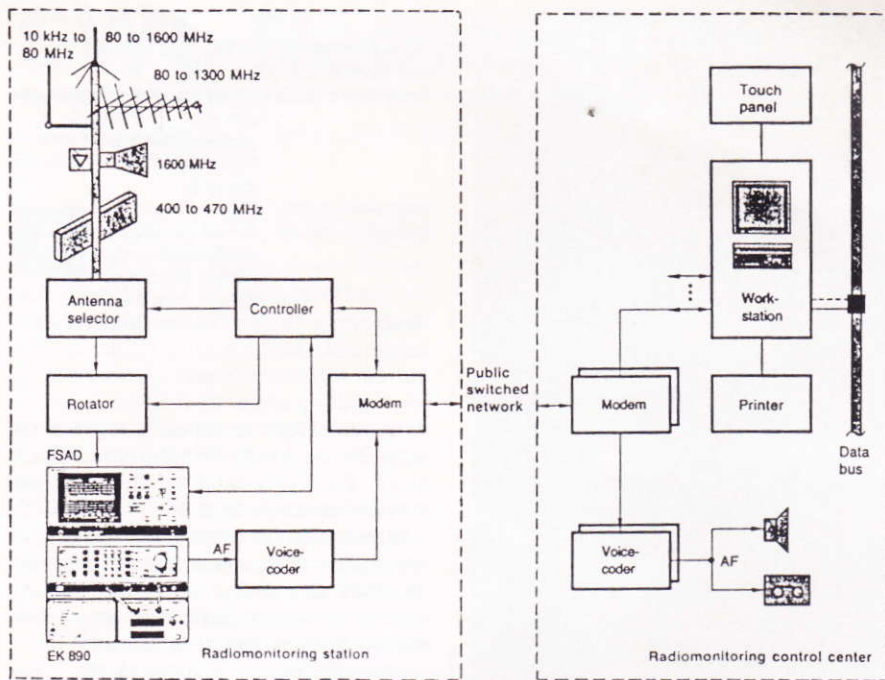 10 kHz to
80 MHz
80 to 1600 MHz
80 to 1300 MHz
1600 MHz
400 to 470 MHz
Antenna
selector
Controller
Rotator
Modem
FSAD
AF
Voice-
coder
EK 890
Radiomonitoring station
Public
switched
network
Touch
panel
Work-
station
Modem
Printer
Data
bus
Voice-
coder
AF
Radiomonitoring control center